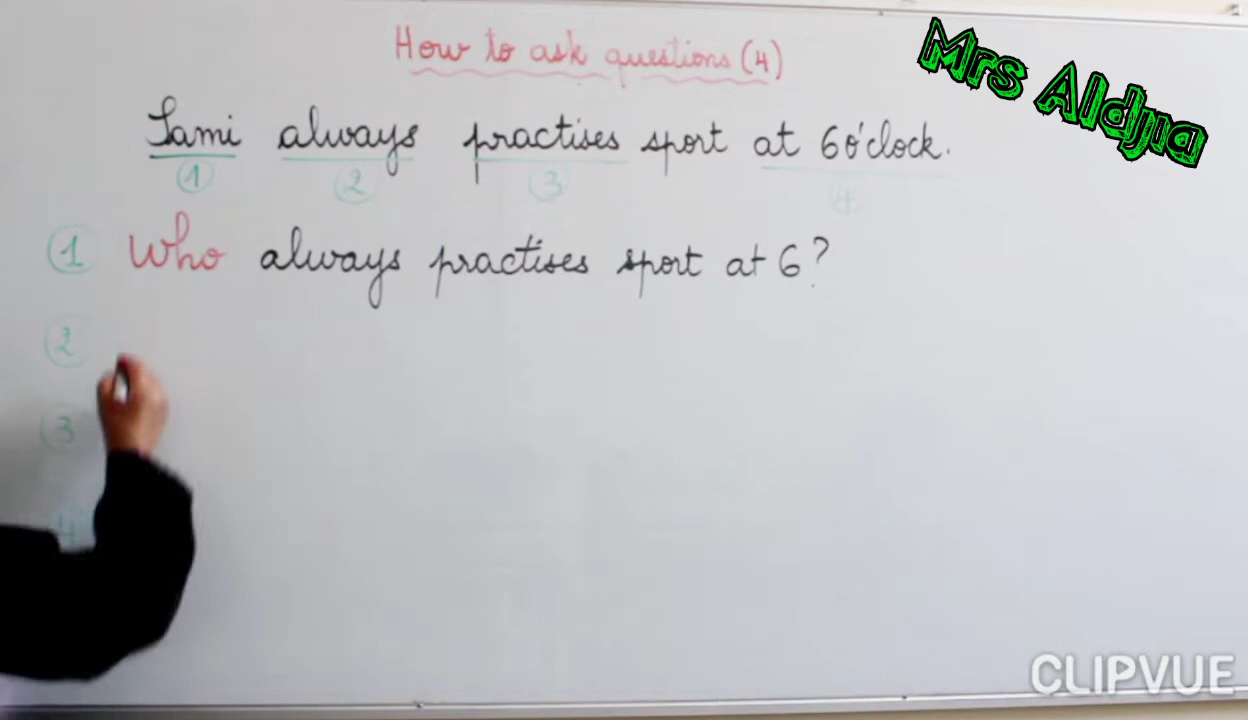 How to ask questions (4)
Mrs Aldjia
Sami always practises sport at 6 o'clock.
1 2 3 4
1 Who always practises sport at 6?
2
3
4
CLIPVUE